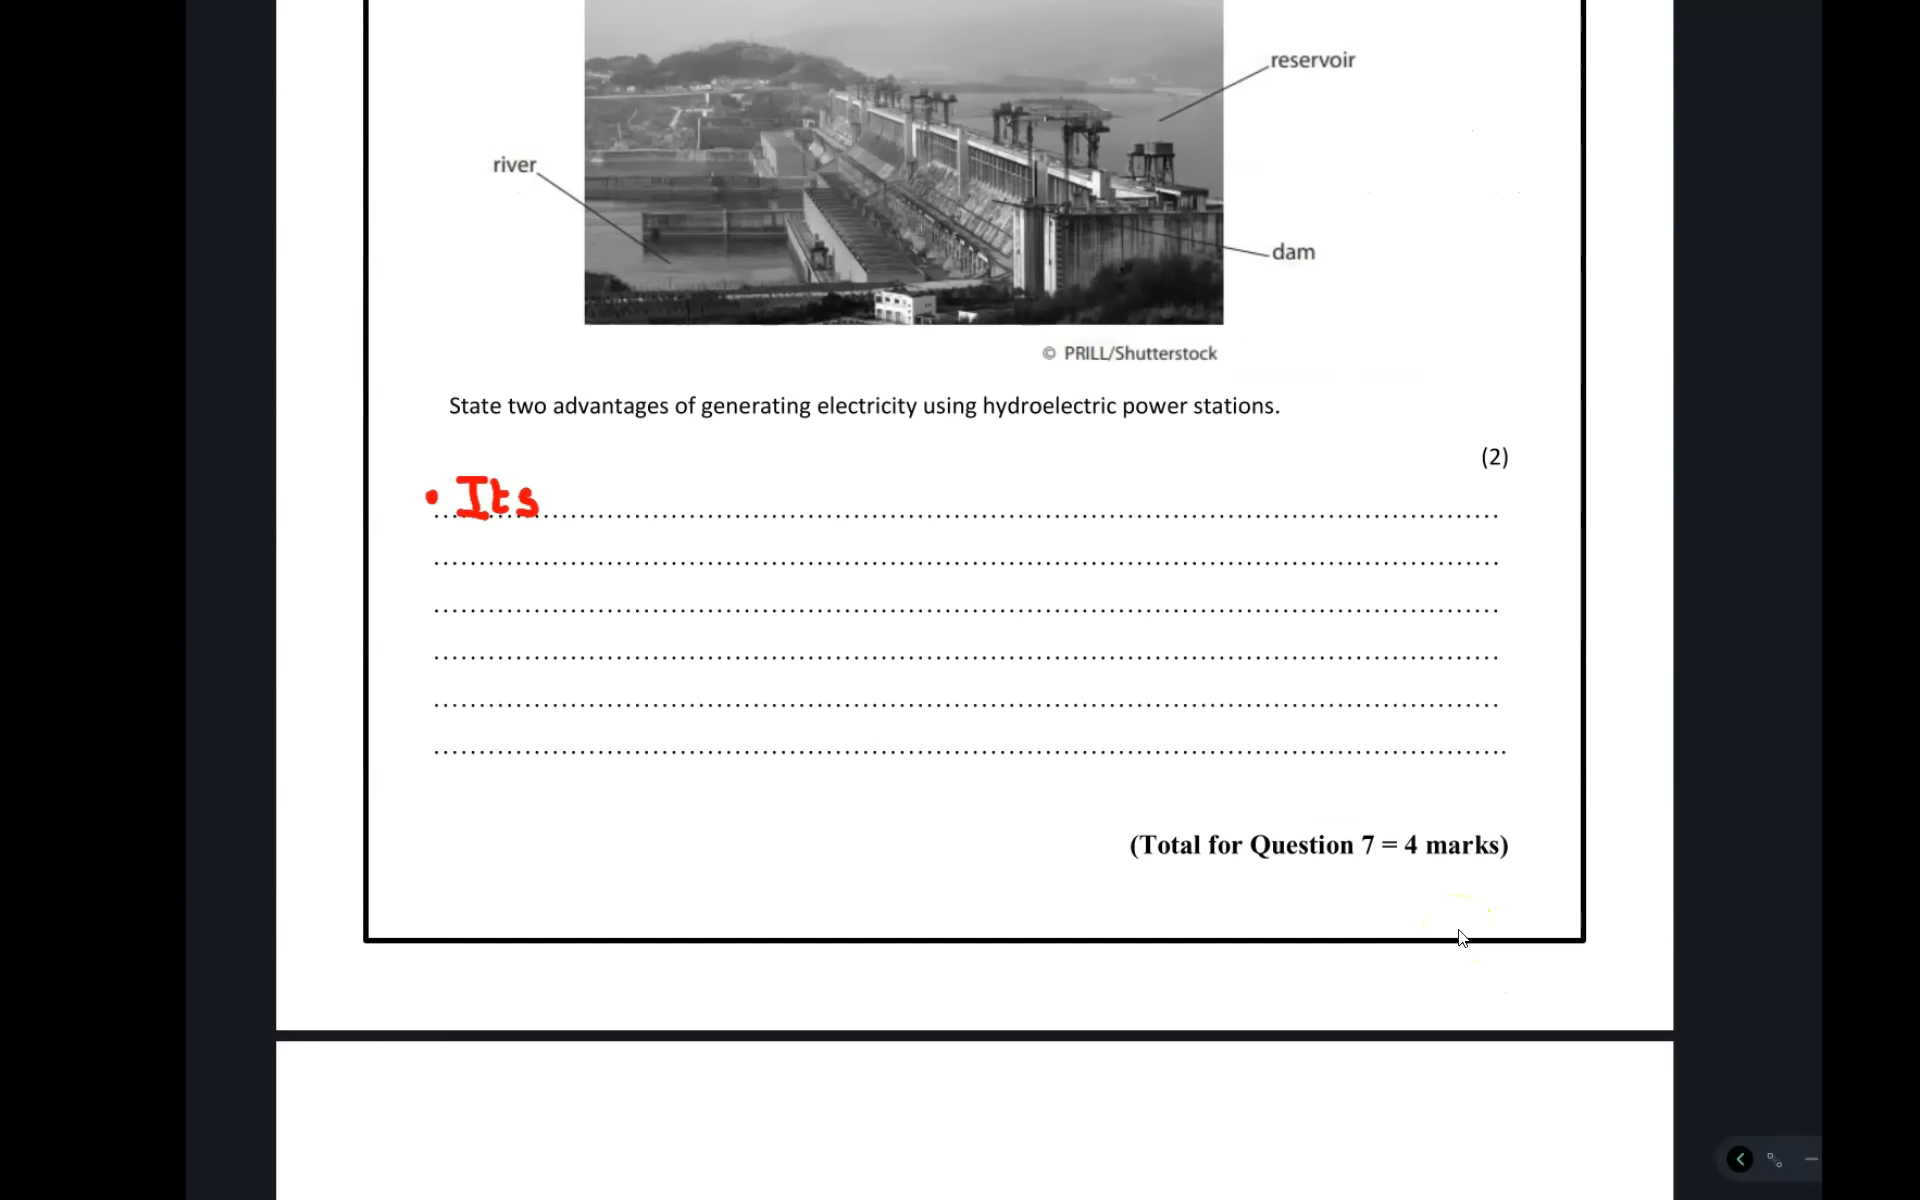 reservoir
river
dam
© PRILL/Shutterstock
State two advantages of generating electricity using hydroelectric power stations.
(2)
• Its
(Total for Question 7 = 4 marks)